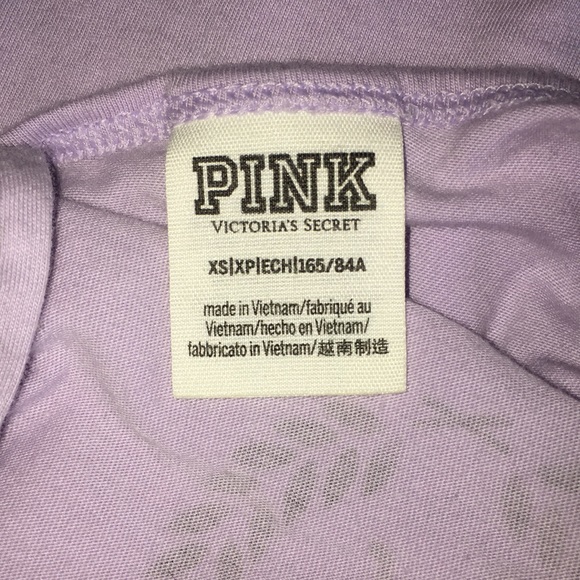 PINK
VICTORIA'S SECRET
XS|XP|ECH|165/84A
made in Vietnam/fabriqué au
Vietnam/hecho en Vietnam/
fabbricato in Vietnam/越南制造